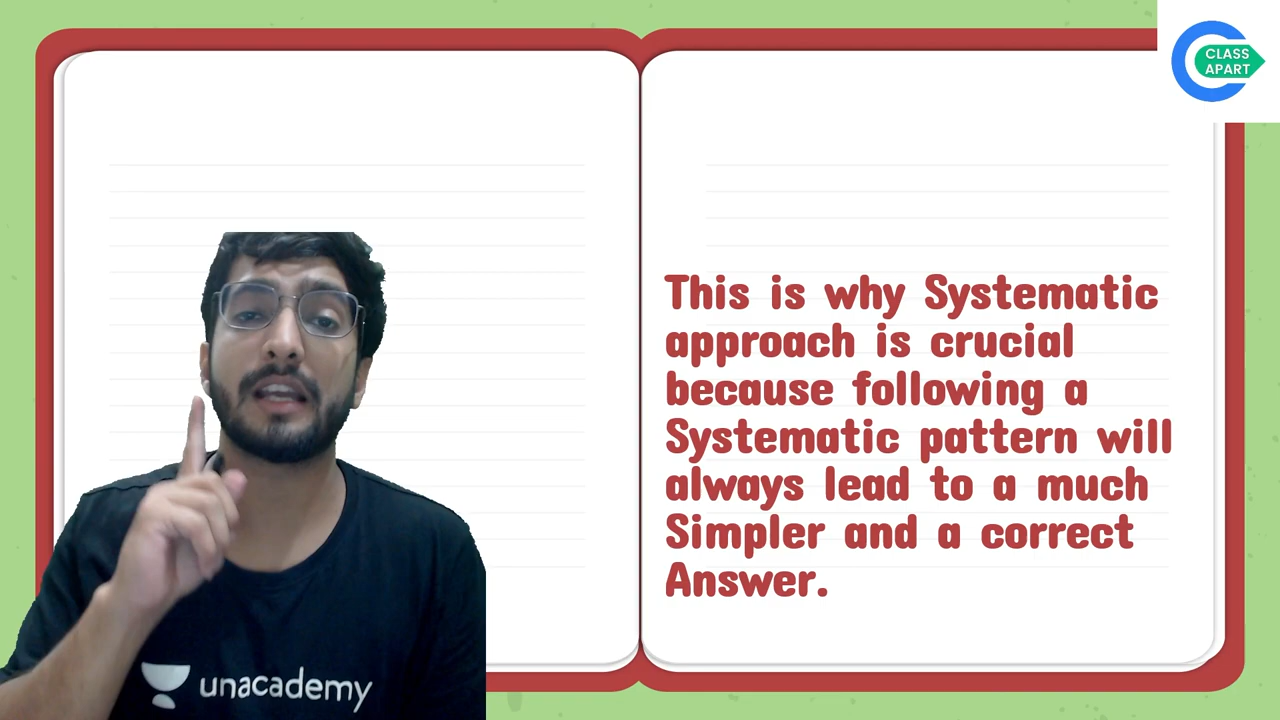 CLASS
APART
This is why Systematic
approach is crucial
because following a
Systematic pattern will
always lead to a much
Simpler and a correct
Answer.
unacademy